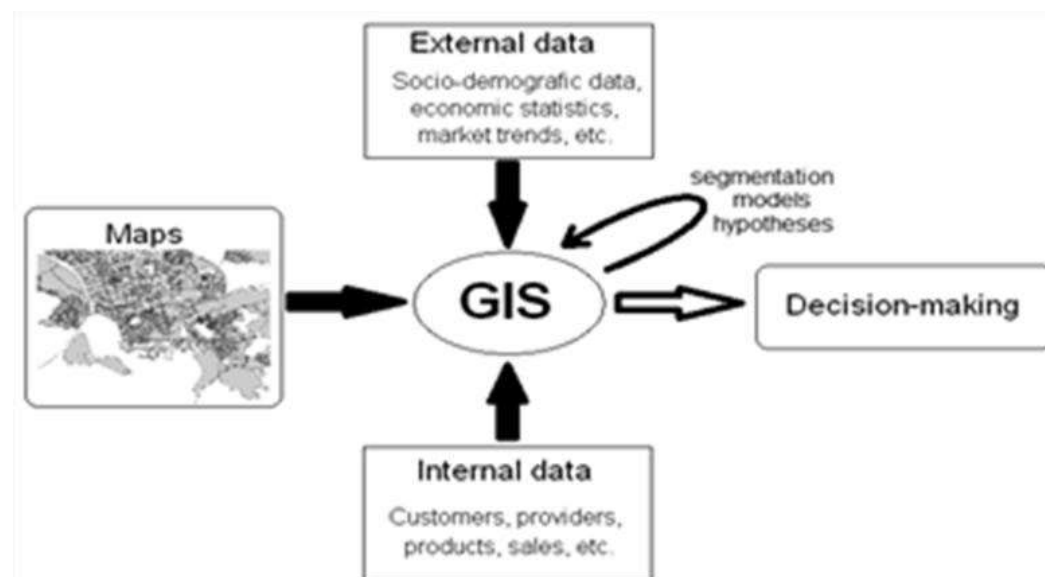 External data
Socio-demografic data,
economic statistics,
market trends, etc.
segmentation
models
hypotheses
Maps
GIS
Decision-making
Internal data
Customers, providers,
products, sales, etc.